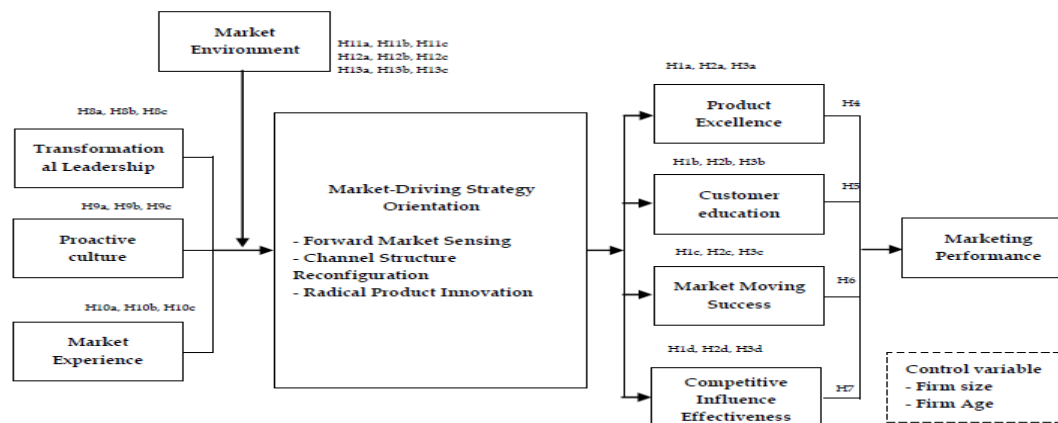 Market
Environment
H11a, H11b, H11c
H12a, H12b, H12c
H13a, H13b, H13c
H8a, H8b, H8c
Transformation
al Leadership
H9a, H9b, H9c
Proactive
culture
H10a, H10b, H10c
Market
Experience
Market-Driving Strategy
Orientation
- Forward Market Sensing
- Channel Structure
Reconfiguration
- Radical Product Innovation
H1a, H2a, H3a
Product
Excellence
H4
H1b, H2b, H3b
Customer
education
H5
H1c, H2c, H3c
Market Moving
Success
H6
H1d, H2d, H3d
Competitive
Influence
Effectiveness
H7
Marketing
Performance
Control variable
- Firm size
- Firm Age